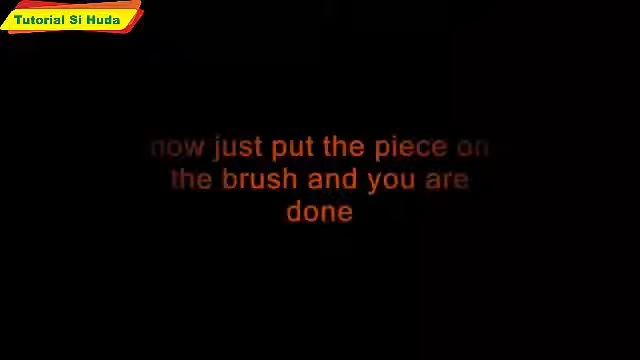 Tutorial Si Huda
now just put the piece on
the brush and you are
done